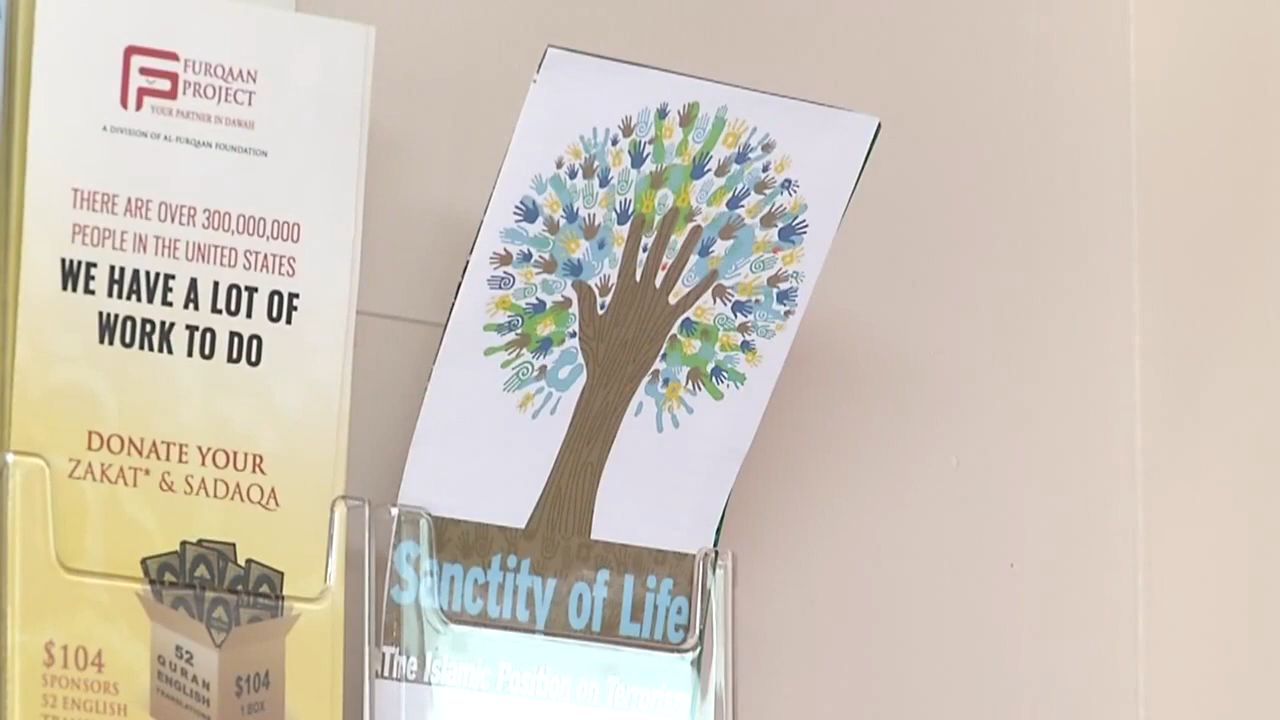 FURQAAN
PROJECT
YOUR PARTNER IN DAWAH
A DIVISION OF AL-FURQAAN FOUNDATION
THERE ARE OVER 300,000,000
PEOPLE IN THE UNITED STATES
WE HAVE A LOT OF
WORK TO DO
DONATE YOUR
ZAKAT* & SADAQA
52
QURAN
ENGLISH
TRANSLATIONS
$104
1 BOX
$104
SPONSORS
52 ENGLISH
Sanctity of Life
The Islamic Position on Terrorism